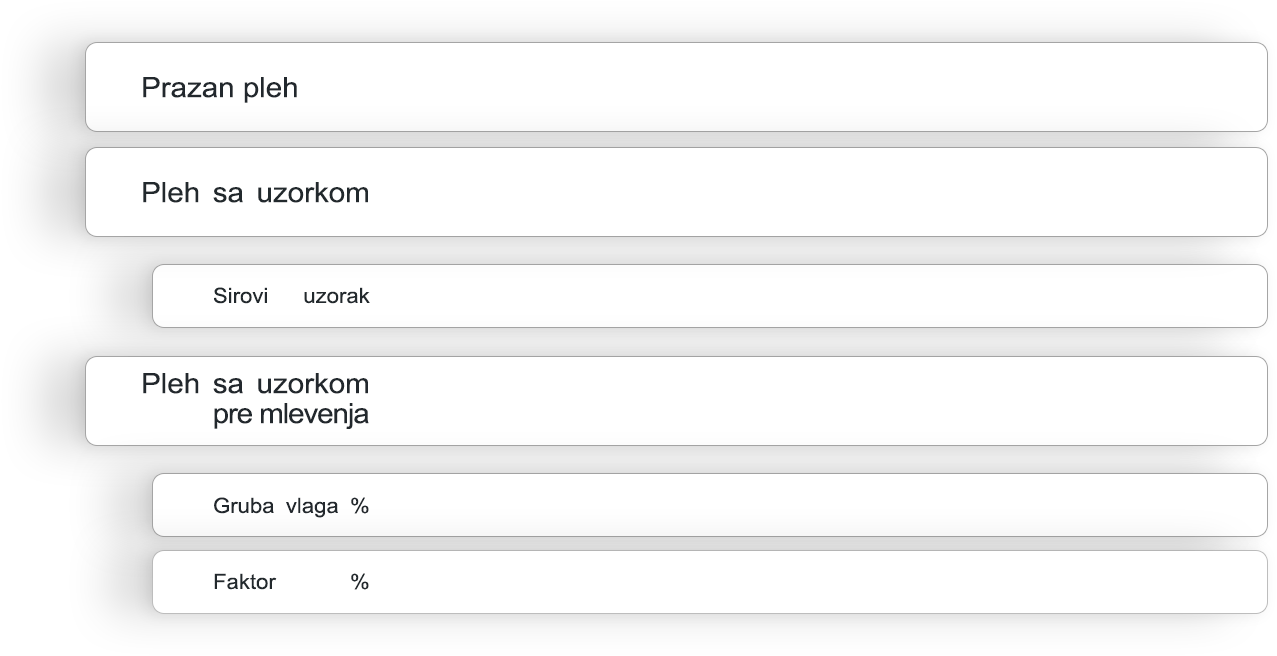 Prazan pleh
Pleh sa uzorkom
Sirovi uzorak
Pleh sa uzorkom
pre mlevenja
Gruba vlaga %
Faktor %